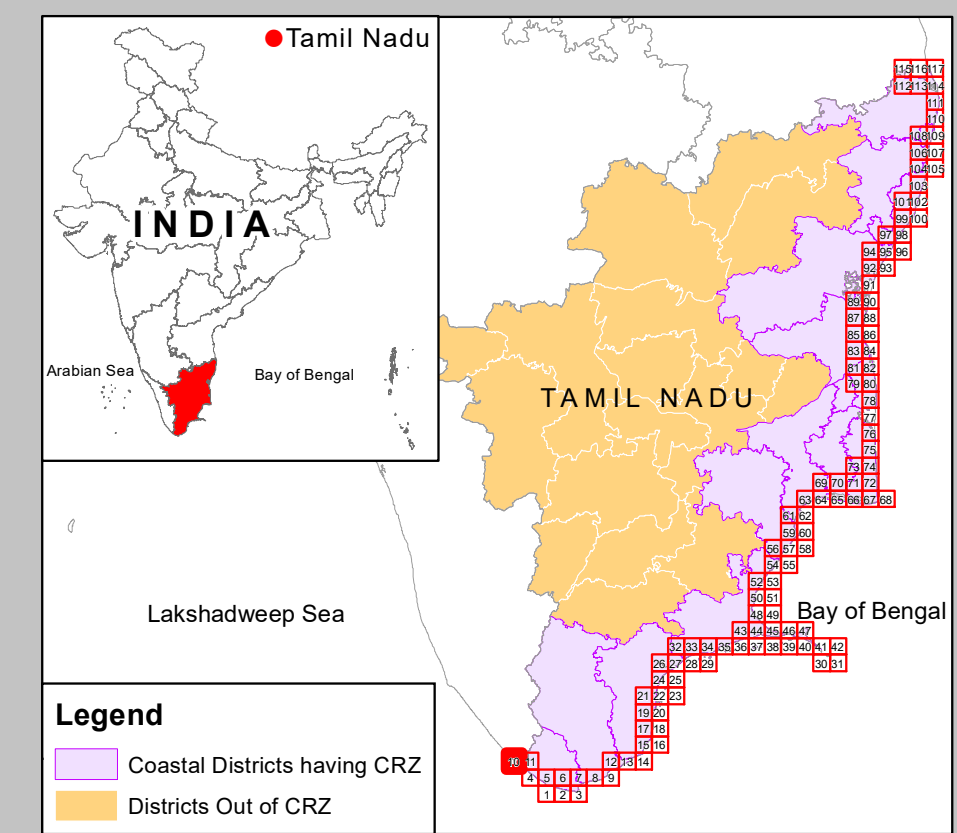 Tamil Nadu
INDIA
Arabian Sea
Bay of Bengal
TAMIL NADU
Lakshadweep Sea
Bay of Bengal
115 116 117
112 113 114
111
110
108 109
106 107
104 105
103
101 102
99 100
97 98
94 95 96
92 93
91
89 90
87 88
85 86
83 84
81 82
79 80
78
77
76
75
73 74
69 70 71 72
63 64 65 66 67 68
61 62
59 60
56 57 58
54 55
52 53
50 51
48 49
43 44 45 46 47
32 33 34 35 36 37 38 39 40 41 42
26 27 28 29 30 31
24 25
21 22 23
19 20
17 18
15 16
10 11 12 13 14
4 5 6 7 8 9
1 2 3
Legend
Coastal Districts having CRZ
Districts Out of CRZ